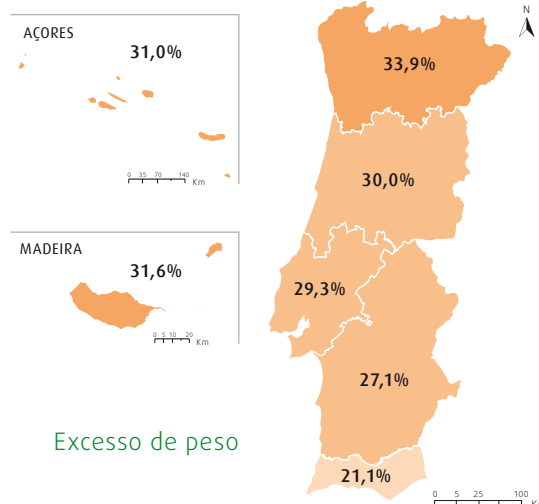 AÇORES
31,0%
0 35 70 140
Km
MADEIRA
31,6%
0 5 10 20
Km
Excesso de peso
N
33,9%
30,0%
29,3%
27,1%
21,1%
0 5 25 100